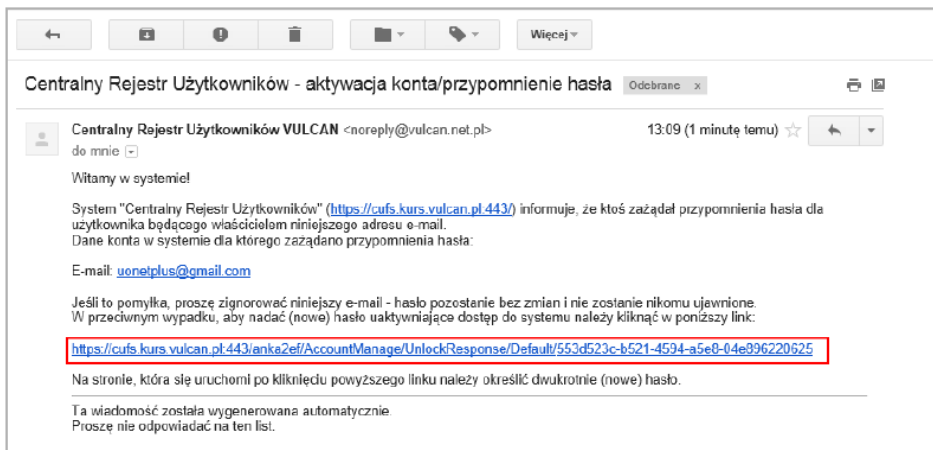 Więcej
Centralny Rejestr Użytkowników - aktywacja konta/przypomnienie hasła Odebrane x
Centralny Rejestr Użytkowników VULCAN <noreply@vulcan.net.pl> 13:09 (1 minutę temu)
do mnie
Witamy w systemie!
System "Centralny Rejestr Użytkowników" (https://cufs.kurs.vulcan.pl:443/) informuje, że ktoś zażądał przypomnienia hasła dla
użytkownika będącego właścicielem niniejszego adresu e-mail.
Dane konta w systemie dla którego zażądano przypomnienia hasła:
E-mail: uonetplus@gmail.com
Jeśli to pomyłka, proszę zignorować niniejszy e-mail - hasło pozostanie bez zmian i nie zostanie nikomu ujawnione.
W przeciwnym wypadku, aby nadać (nowe) hasło uaktywniające dostęp do systemu należy kliknąć w poniższy link:
https://cufs.kurs.vulcan.pl:443/anka2ef/AccountManage/UnlockResponse/Default/553d523c-b521-4594-a5e8-04e896220625
Na stronie, która się uruchomi po kliknięciu powyższego linku należy określić dwukrotnie (nowe) hasło.
Ta wiadomość została wygenerowana automatycznie.
Proszę nie odpowiadać na ten list.